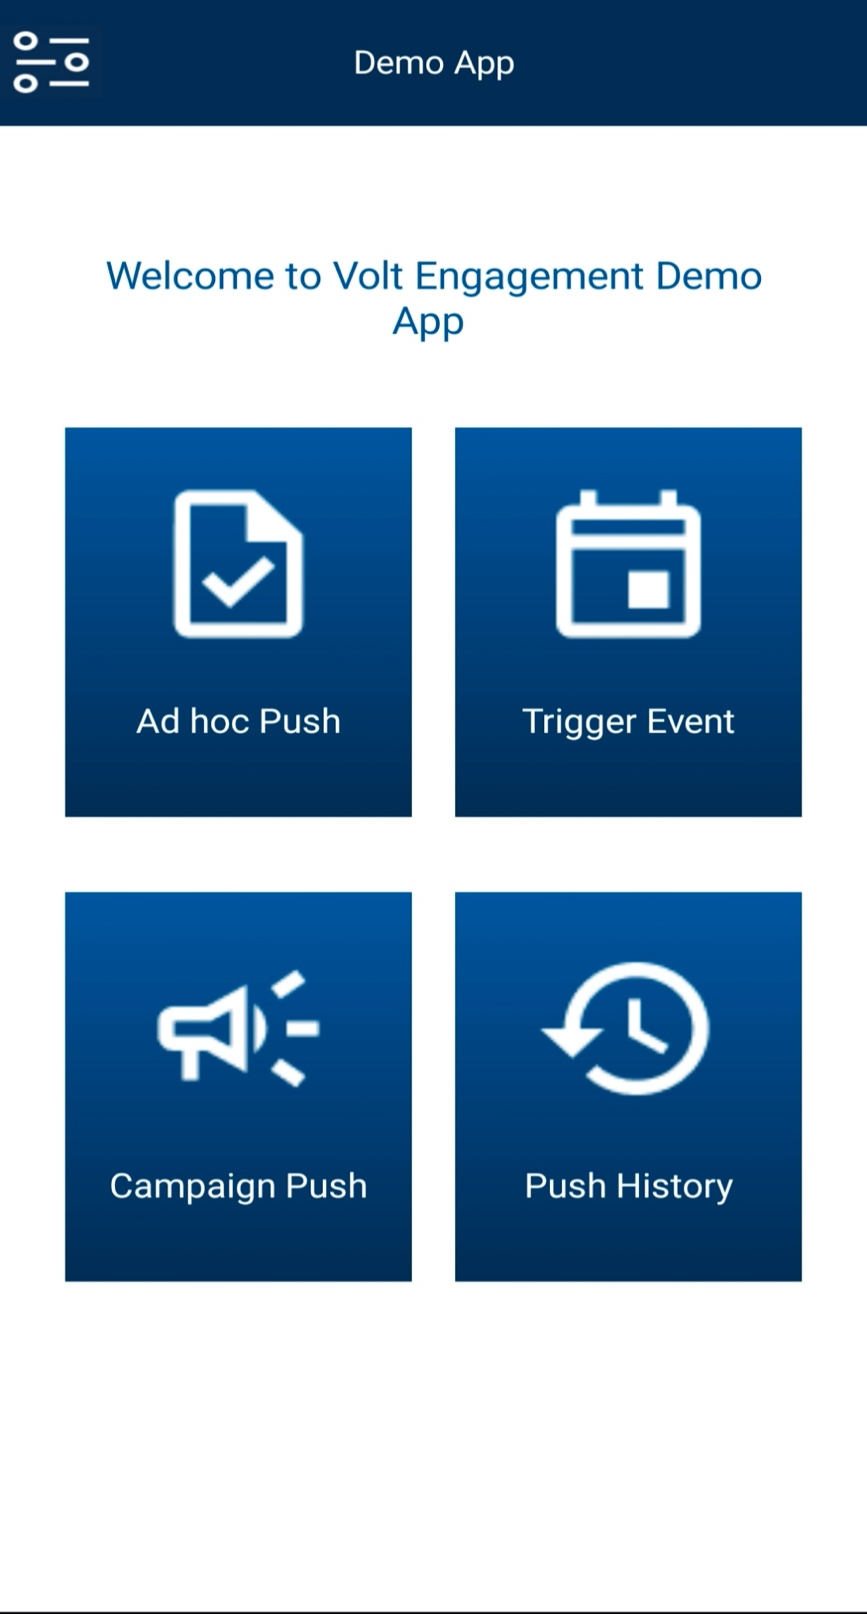 Demo App
Welcome to Volt Engagement Demo
App
Ad hoc Push
Trigger Event
Campaign Push
Push History